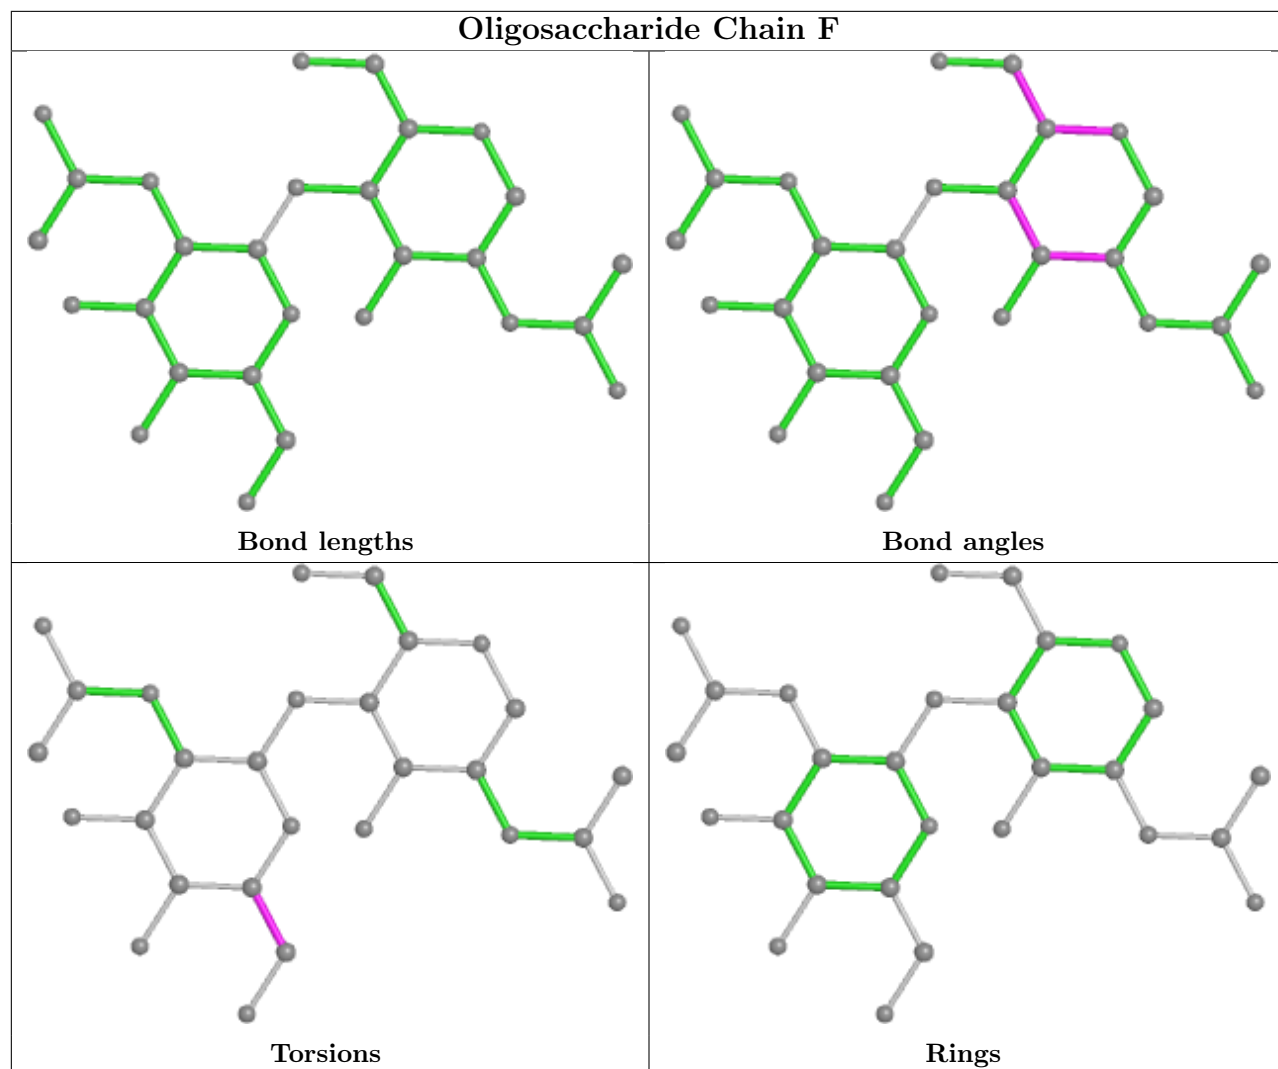 Oligosaccharide Chain F
Bond lengths
Bond angles
Torsions
Rings